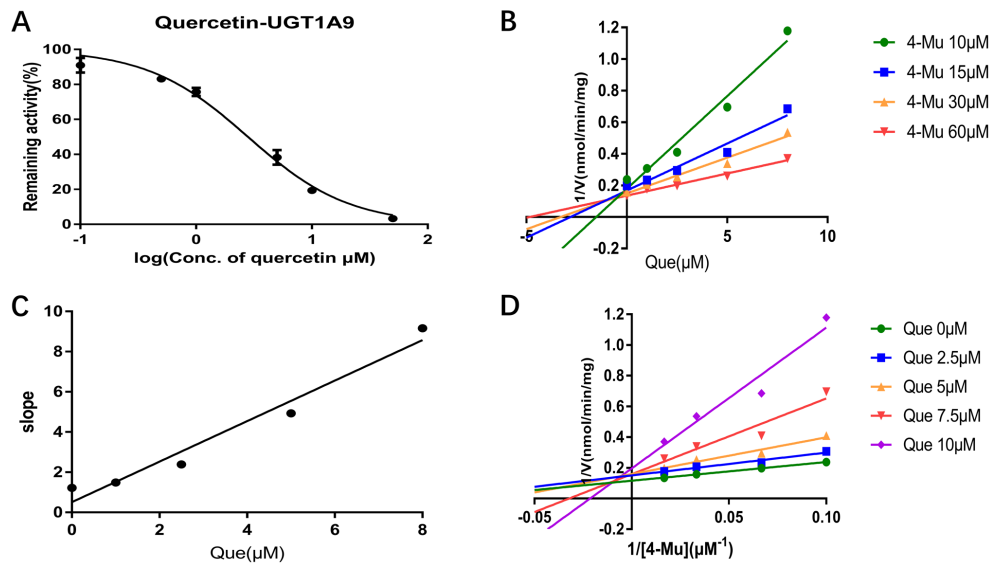 A
Quercetin-UGT1A9
Remaining activity(%)
100
80
60
40
20
0
-1
0
1
2
log(Conc. of quercetin μM)
B
1/V(nmol/min/mg)
1.2
1.0
0.8
0.6
0.4
0.2
-0.2
-5
5
10
Que(μM)
4-Mu 10μM
4-Mu 15μM
4-Mu 30μM
4-Mu 60μM
C
slope
10
8
6
4
2
0
0
2
4
6
8
Que(μM)
D
1/V(nmol/min/mg)
1.2
1.0
0.8
0.6
0.4
0.2
-0.2
-0.05
0.05
0.10
1/[4-Mu](μM⁻¹)
Que 0μM
Que 2.5μM
Que 5μM
Que 7.5μM
Que 10μM